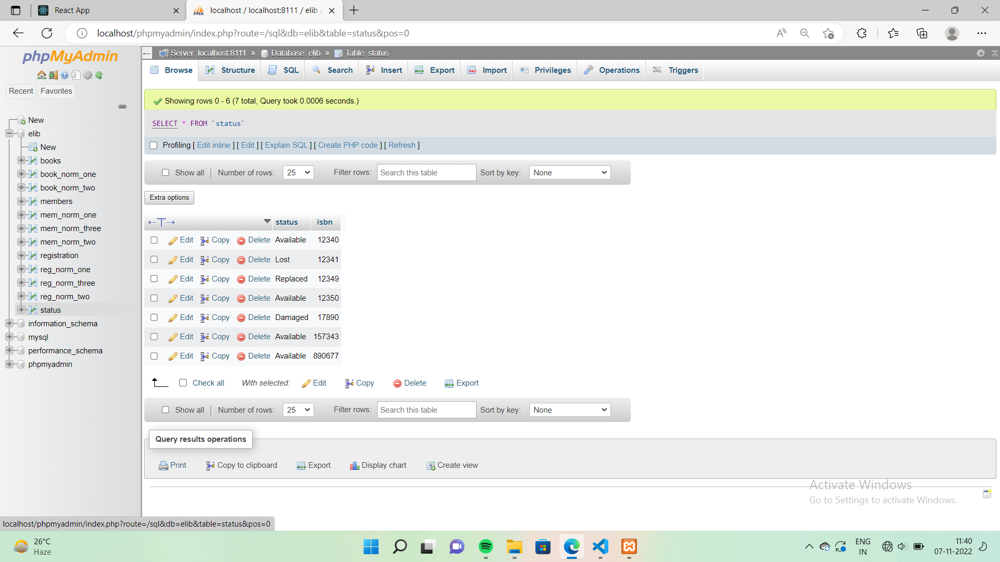 React App
localhost / localhost:8111 / elib /
localhost/phpmyadmin/index.php?route=/sql&db=elib&table=status&pos=0
phpMyAdmin
Recent Favorites
New
elib
New
books
book_norm_one
book_norm_two
members
mem_norm_one
mem_norm_three
mem_norm_two
registration
reg_norm_one
reg_norm_three
reg_norm_two
status
information_schema
mysql
performance_schema
phpmyadmin
Server: localhost:8111 » Database: elib » Table: status
Browse Structure SQL Search Insert Export Import Privileges Operations Triggers
Showing rows 0 - 6 (7 total, Query took 0.0006 seconds.)
SELECT * FROM `status`
Profiling [ Edit inline ] [ Edit ] [ Explain SQL ] [ Create PHP code ] [ Refresh ]
Show all | Number of rows: 25 Filter rows: Search this table Sort by key: None
Extra options
←T→ status isbn
Edit Copy Delete Available 12340
Edit Copy Delete Lost 12341
Edit Copy Delete Replaced 12349
Edit Copy Delete Available 12350
Edit Copy Delete Damaged 17890
Edit Copy Delete Available 157343
Edit Copy Delete Available 890677
Check all With selected: Edit Copy Delete Export
Show all | Number of rows: 25 Filter rows: Search this table Sort by key: None
Query results operations
Print Copy to clipboard Export Display chart Create view
Activate Windows
Go to Settings to activate Windows.
localhost/phpmyadmin/index.php?route=/sql&db=elib&table=status&pos=0
26°C
Haze
ENG
IN
11:40
07-11-2022